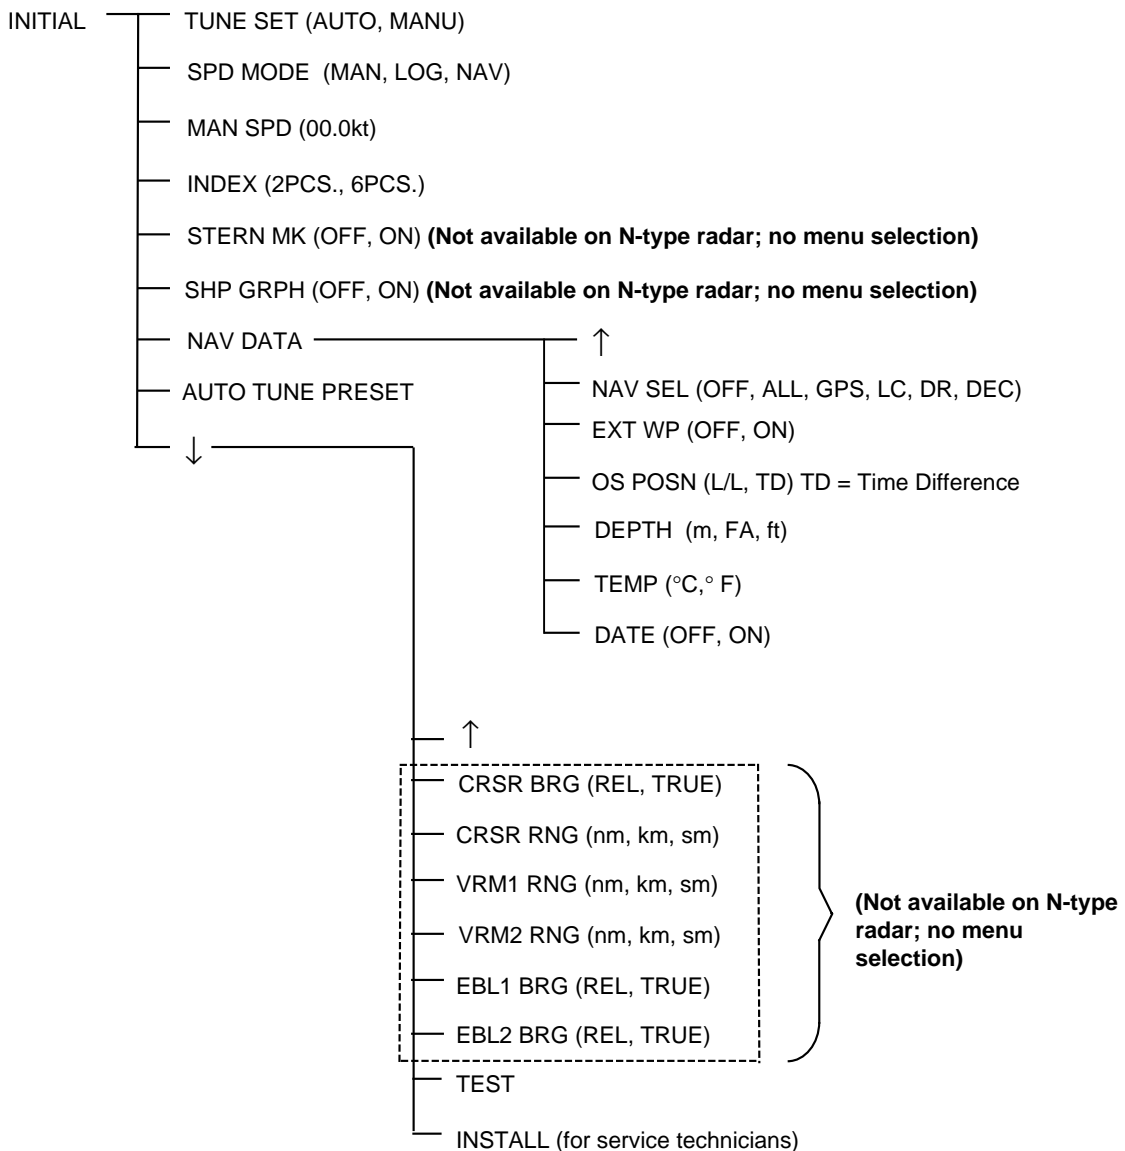 INITIAL
TUNE SET (AUTO, MANU)
SPD MODE (MAN, LOG, NAV)
MAN SPD (00.0kt)
INDEX (2PCS., 6PCS.)
STERN MK (OFF, ON) (Not available on N-type radar; no menu selection)
SHP GRPH (OFF, ON) (Not available on N-type radar; no menu selection)
NAV DATA
↑
NAV SEL (OFF, ALL, GPS, LC, DR, DEC)
EXT WP (OFF, ON)
OS POSN (L/L, TD) TD = Time Difference
DEPTH (m, FA, ft)
TEMP (°C,° F)
DATE (OFF, ON)
AUTO TUNE PRESET
↓
↑
CRSR BRG (REL, TRUE)
CRSR RNG (nm, km, sm)
VRM1 RNG (nm, km, sm)
VRM2 RNG (nm, km, sm)
EBL1 BRG (REL, TRUE)
EBL2 BRG (REL, TRUE)
(Not available on N-type
radar; no menu
selection)
TEST
INSTALL (for service technicians)